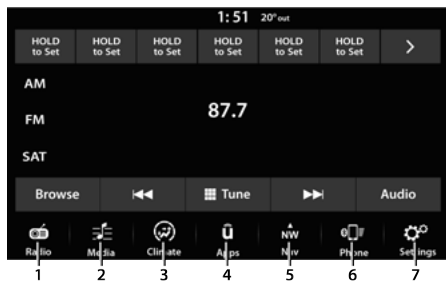 1:51 20° out
HOLD to Set HOLD to Set HOLD to Set HOLD to Set HOLD to Set HOLD to Set >
AM
87.7
FM
SAT
Browse Tune Audio
NW
Radio Media Climate Apps Nav Phone Settings
1 2 3 4 5 6 7